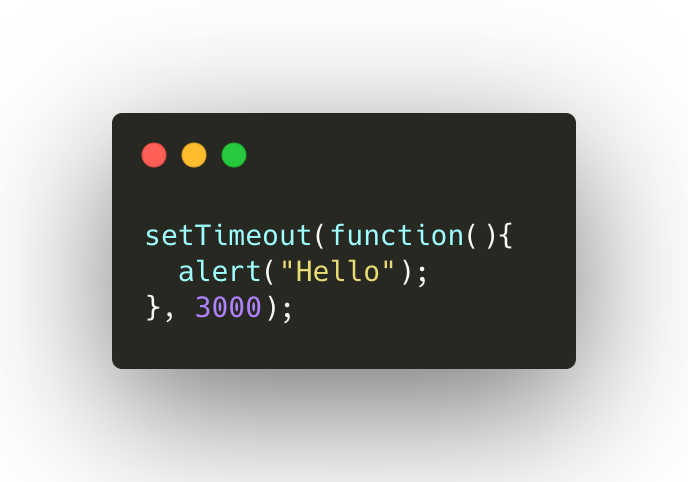 setTimeout(function(){
  alert("Hello");
}, 3000);